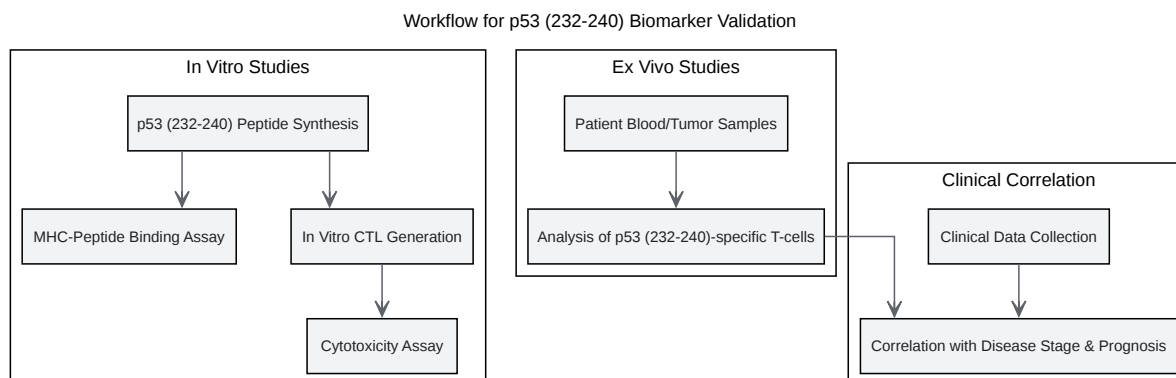 Workflow for p53 (232-240) Biomarker Validation
In Vitro Studies
p53 (232-240) Peptide Synthesis
MHC-Peptide Binding Assay
In Vitro CTL Generation
Cytotoxicity Assay
Ex Vivo Studies
Patient Blood/Tumor Samples
Analysis of p53 (232-240)-specific T-cells
Clinical Correlation
Clinical Data Collection
Correlation with Disease Stage & Prognosis